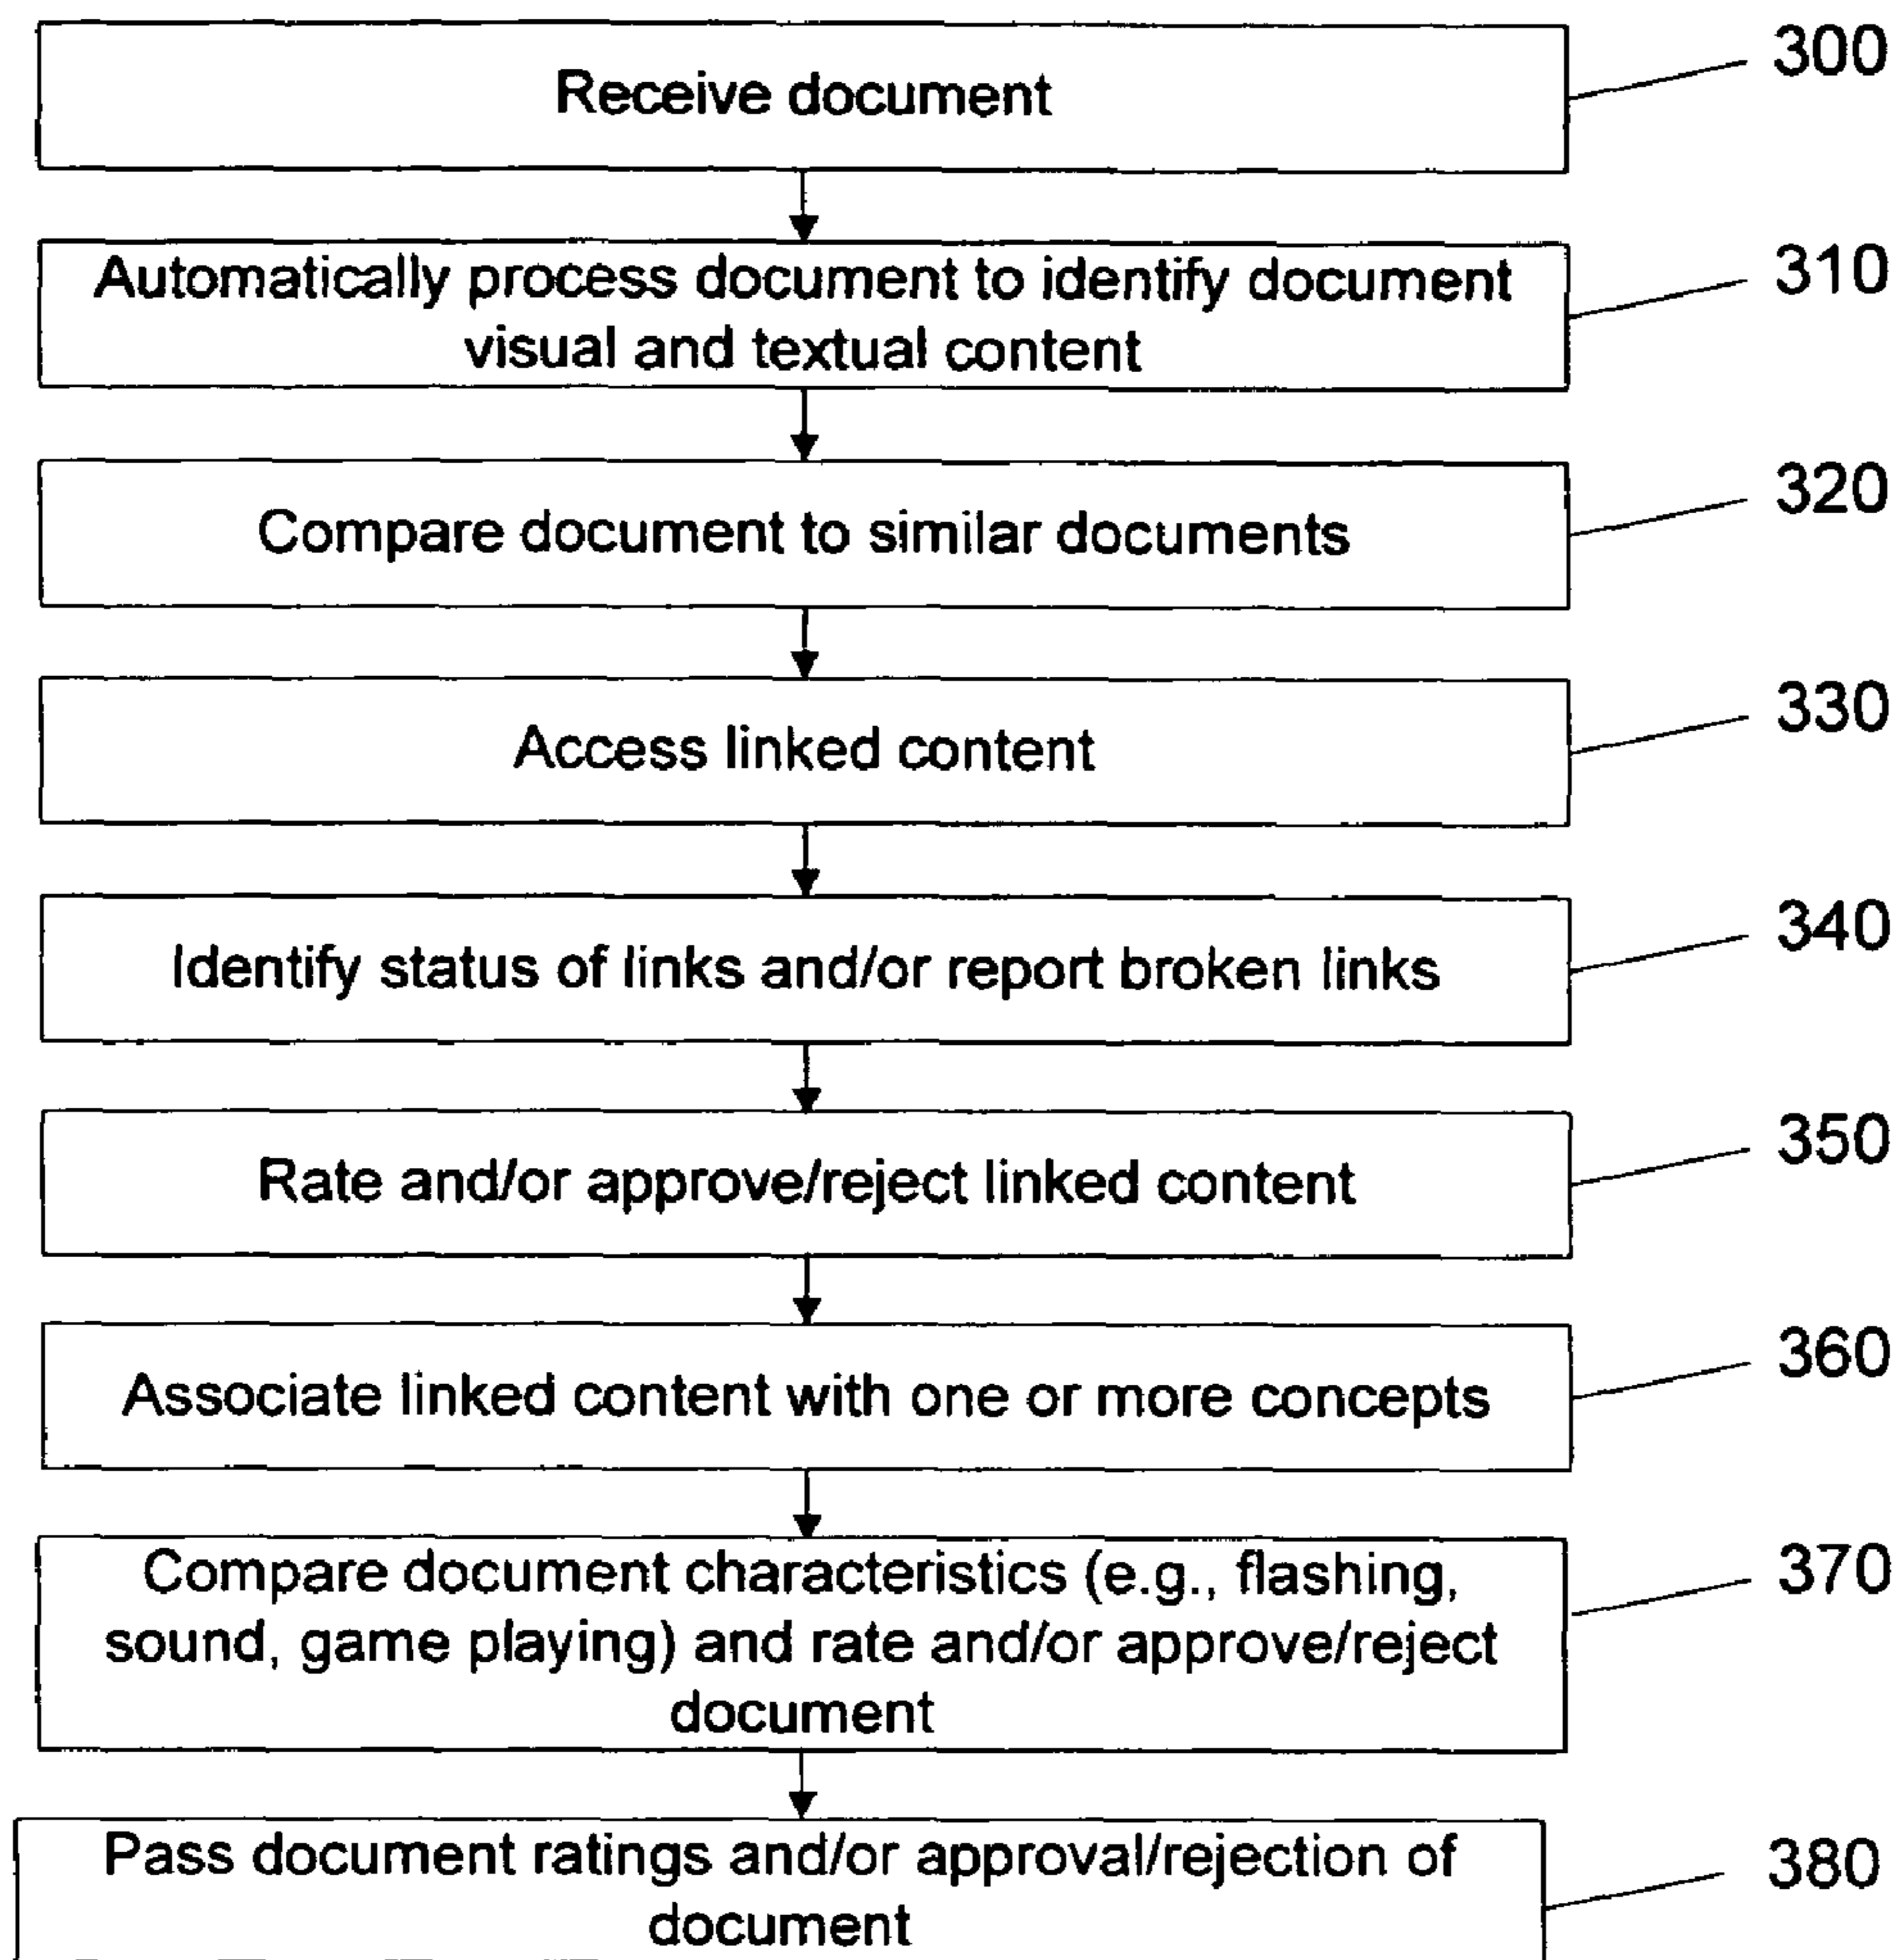 Receive document
300
Automatically process document to identify document
visual and textual content
310
Compare document to similar documents
320
Access linked content
330
Identify status of links and/or report broken links
340
Rate and/or approve/reject linked content
350
Associate linked content with one or more concepts
360
Compare document characteristics (e.g., flashing,
sound, game playing) and rate and/or approve/reject
document
370
Pass document ratings and/or approval/rejection of
document
380